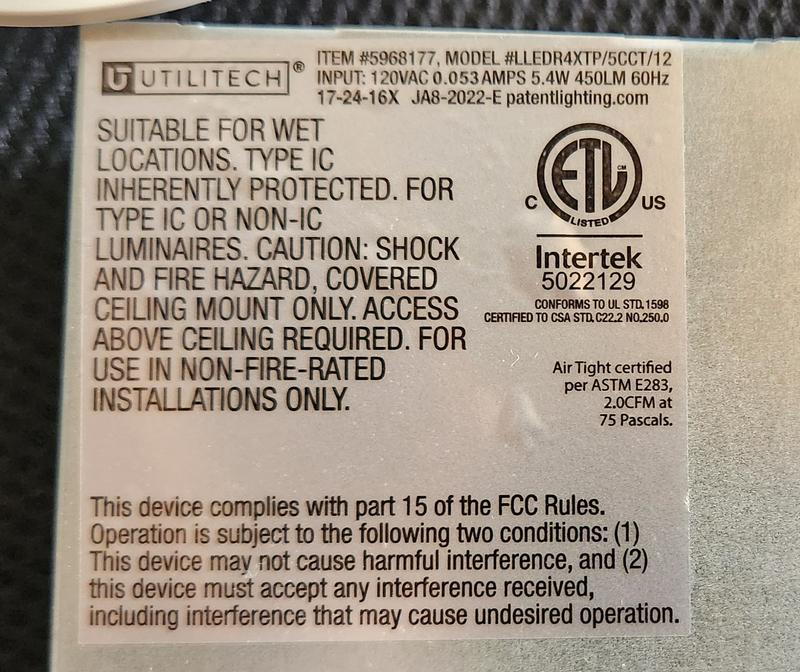 UTILITECH®
ITEM #5968177, MODEL #LLEDR4XTP/5CCT/12
INPUT: 120VAC 0.053AMPS 5.4W 450LM 60Hz
17-24-16X JA8-2022-E patentlighting.com
SUITABLE FOR WET
LOCATIONS. TYPE IC
INHERENTLY PROTECTED. FOR
TYPE IC OR NON-IC
LUMINAIRES. CAUTION: SHOCK
AND FIRE HAZARD, COVERED
CEILING MOUNT ONLY. ACCESS
ABOVE CEILING REQUIRED. FOR
USE IN NON-FIRE-RATED
INSTALLATIONS ONLY.
ETL CM
C US
LISTED
Intertek
5022129
CONFORMS TO UL STD. 1598
CERTIFIED TO CSA STD. C22.2 NO.250.0
Air Tight certified
per ASTM E283,
2.0CFM at
75 Pascals.
This device complies with part 15 of the FCC Rules.
Operation is subject to the following two conditions: (1)
This device may not cause harmful interference, and (2)
this device must accept any interference received,
including interference that may cause undesired operation.